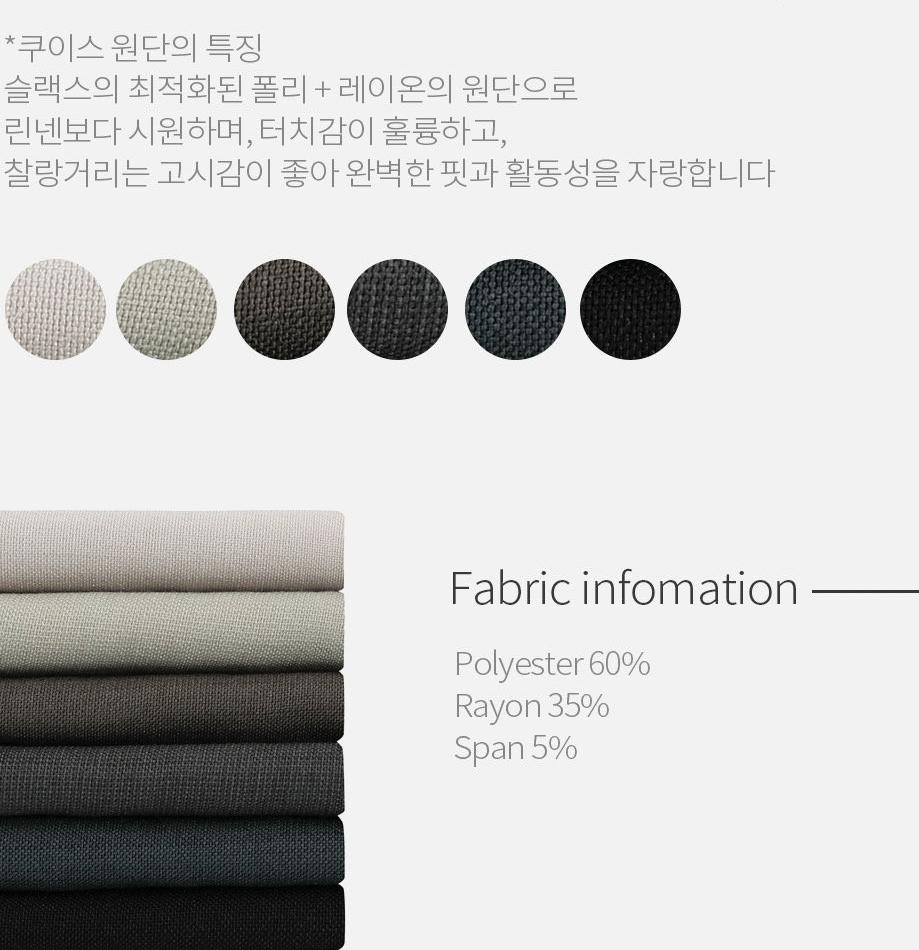 *쿠이스 원단의 특징
슬랙스의 최적화된 폴리 + 레이온의 원단으로
린넨보다 시원하며, 터치감이 훌륭하고,
찰랑거리는 고시감이 좋아 완벽한 핏과 활동성을 자랑합니다
Fabric infomation
Polyester 60%
Rayon 35%
Span 5%